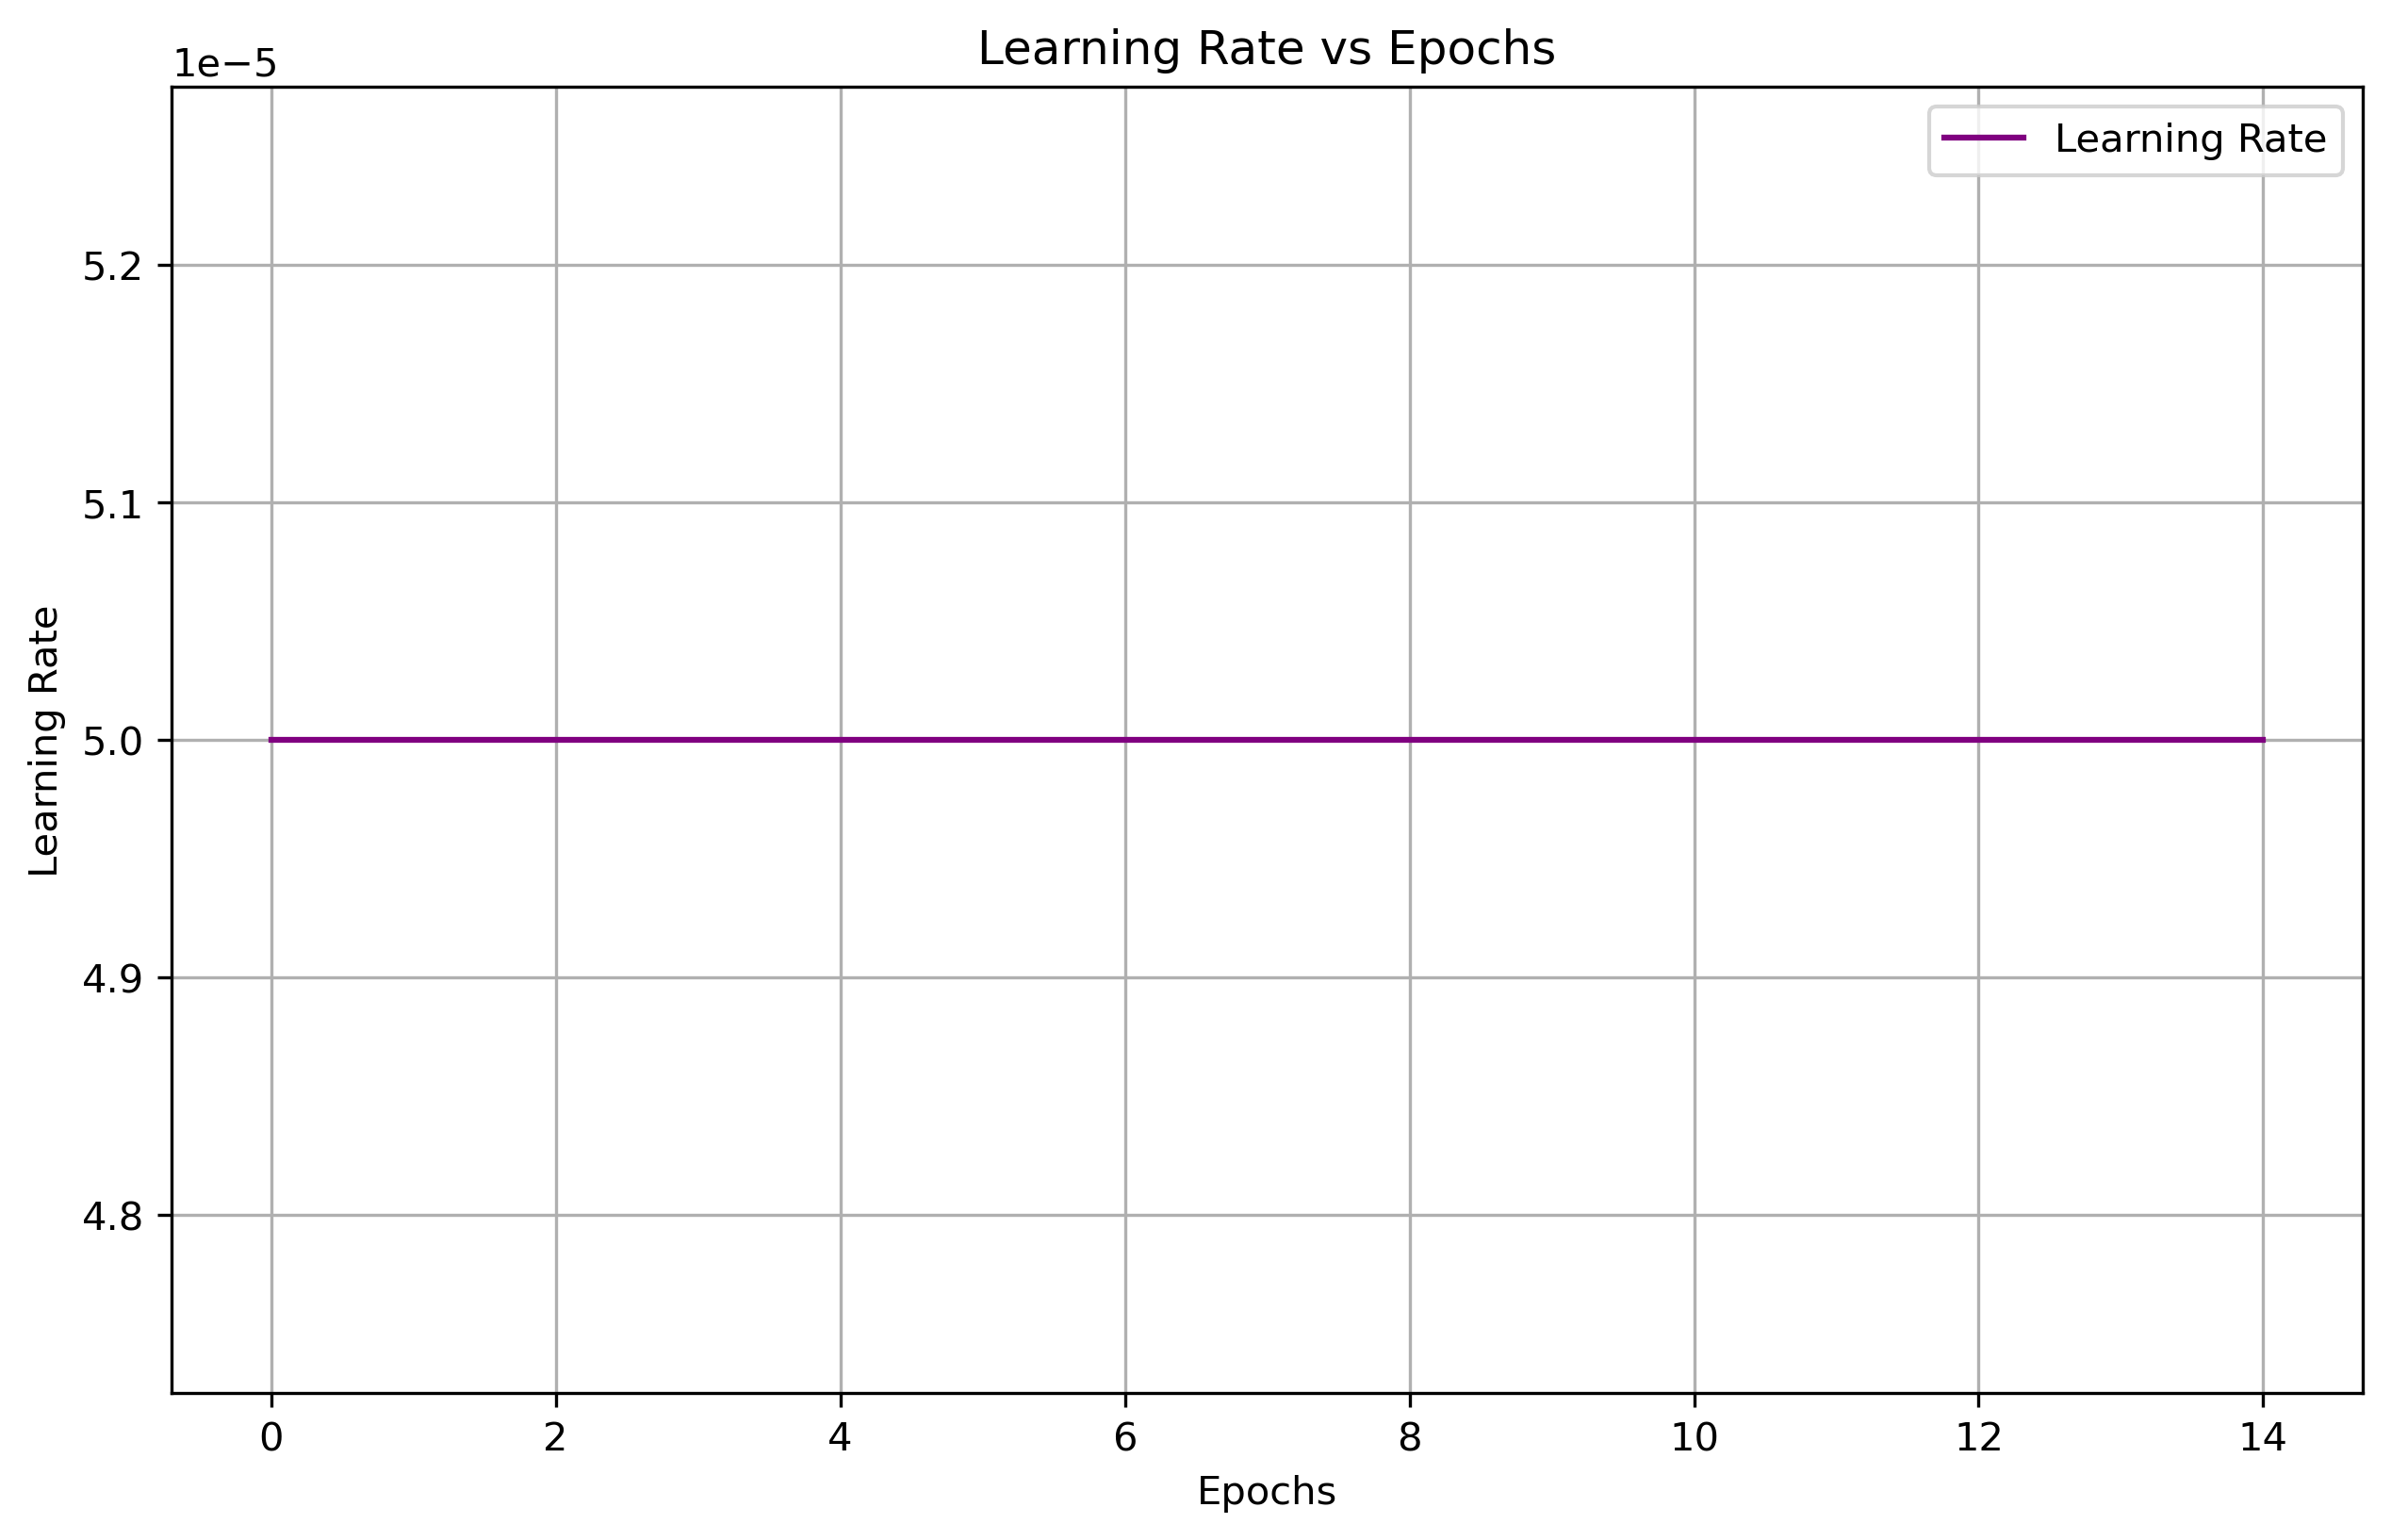 Learning Rate vs Epochs
1e−5
Learning Rate
5.2
5.1
5.0
4.9
4.8
Learning Rate
0 2 4 6 8 10 12 14
Epochs